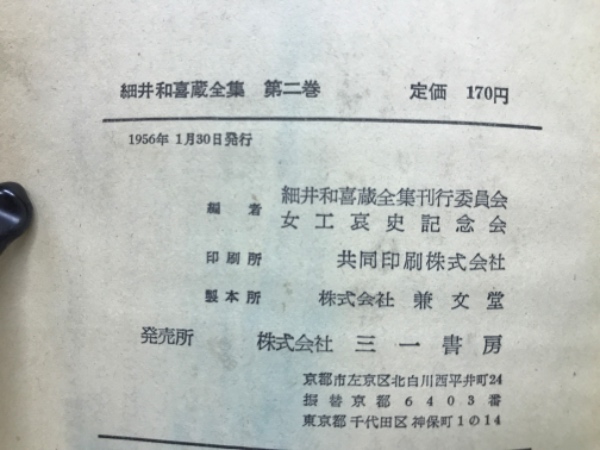 細井和喜蔵全集 第二巻 定価 170円
1956年 1月30日発行
編者 細井和喜蔵全集刊行委員会
女工哀史記念会
印刷所 共同印刷株式会社
製本所 株式会社 兼文堂
発売所 株式会社 三一書房
京都市左京区北白川西平井町24
振替京都6403番
東京都千代田区神保町1の14